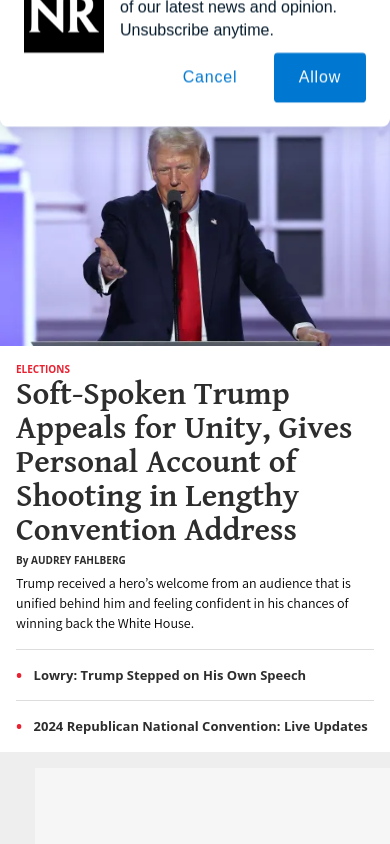 NR
of our latest news and opinion.
Unsubscribe anytime.
Cancel
Allow
ELECTIONS
Soft-Spoken Trump
Appeals for Unity, Gives
Personal Account of
Shooting in Lengthy
Convention Address
By AUDREY FAHLBERG
Trump received a hero’s welcome from an audience that is
unified behind him and feeling confident in his chances of
winning back the White House.
• Lowry: Trump Stepped on His Own Speech
• 2024 Republican National Convention: Live Updates